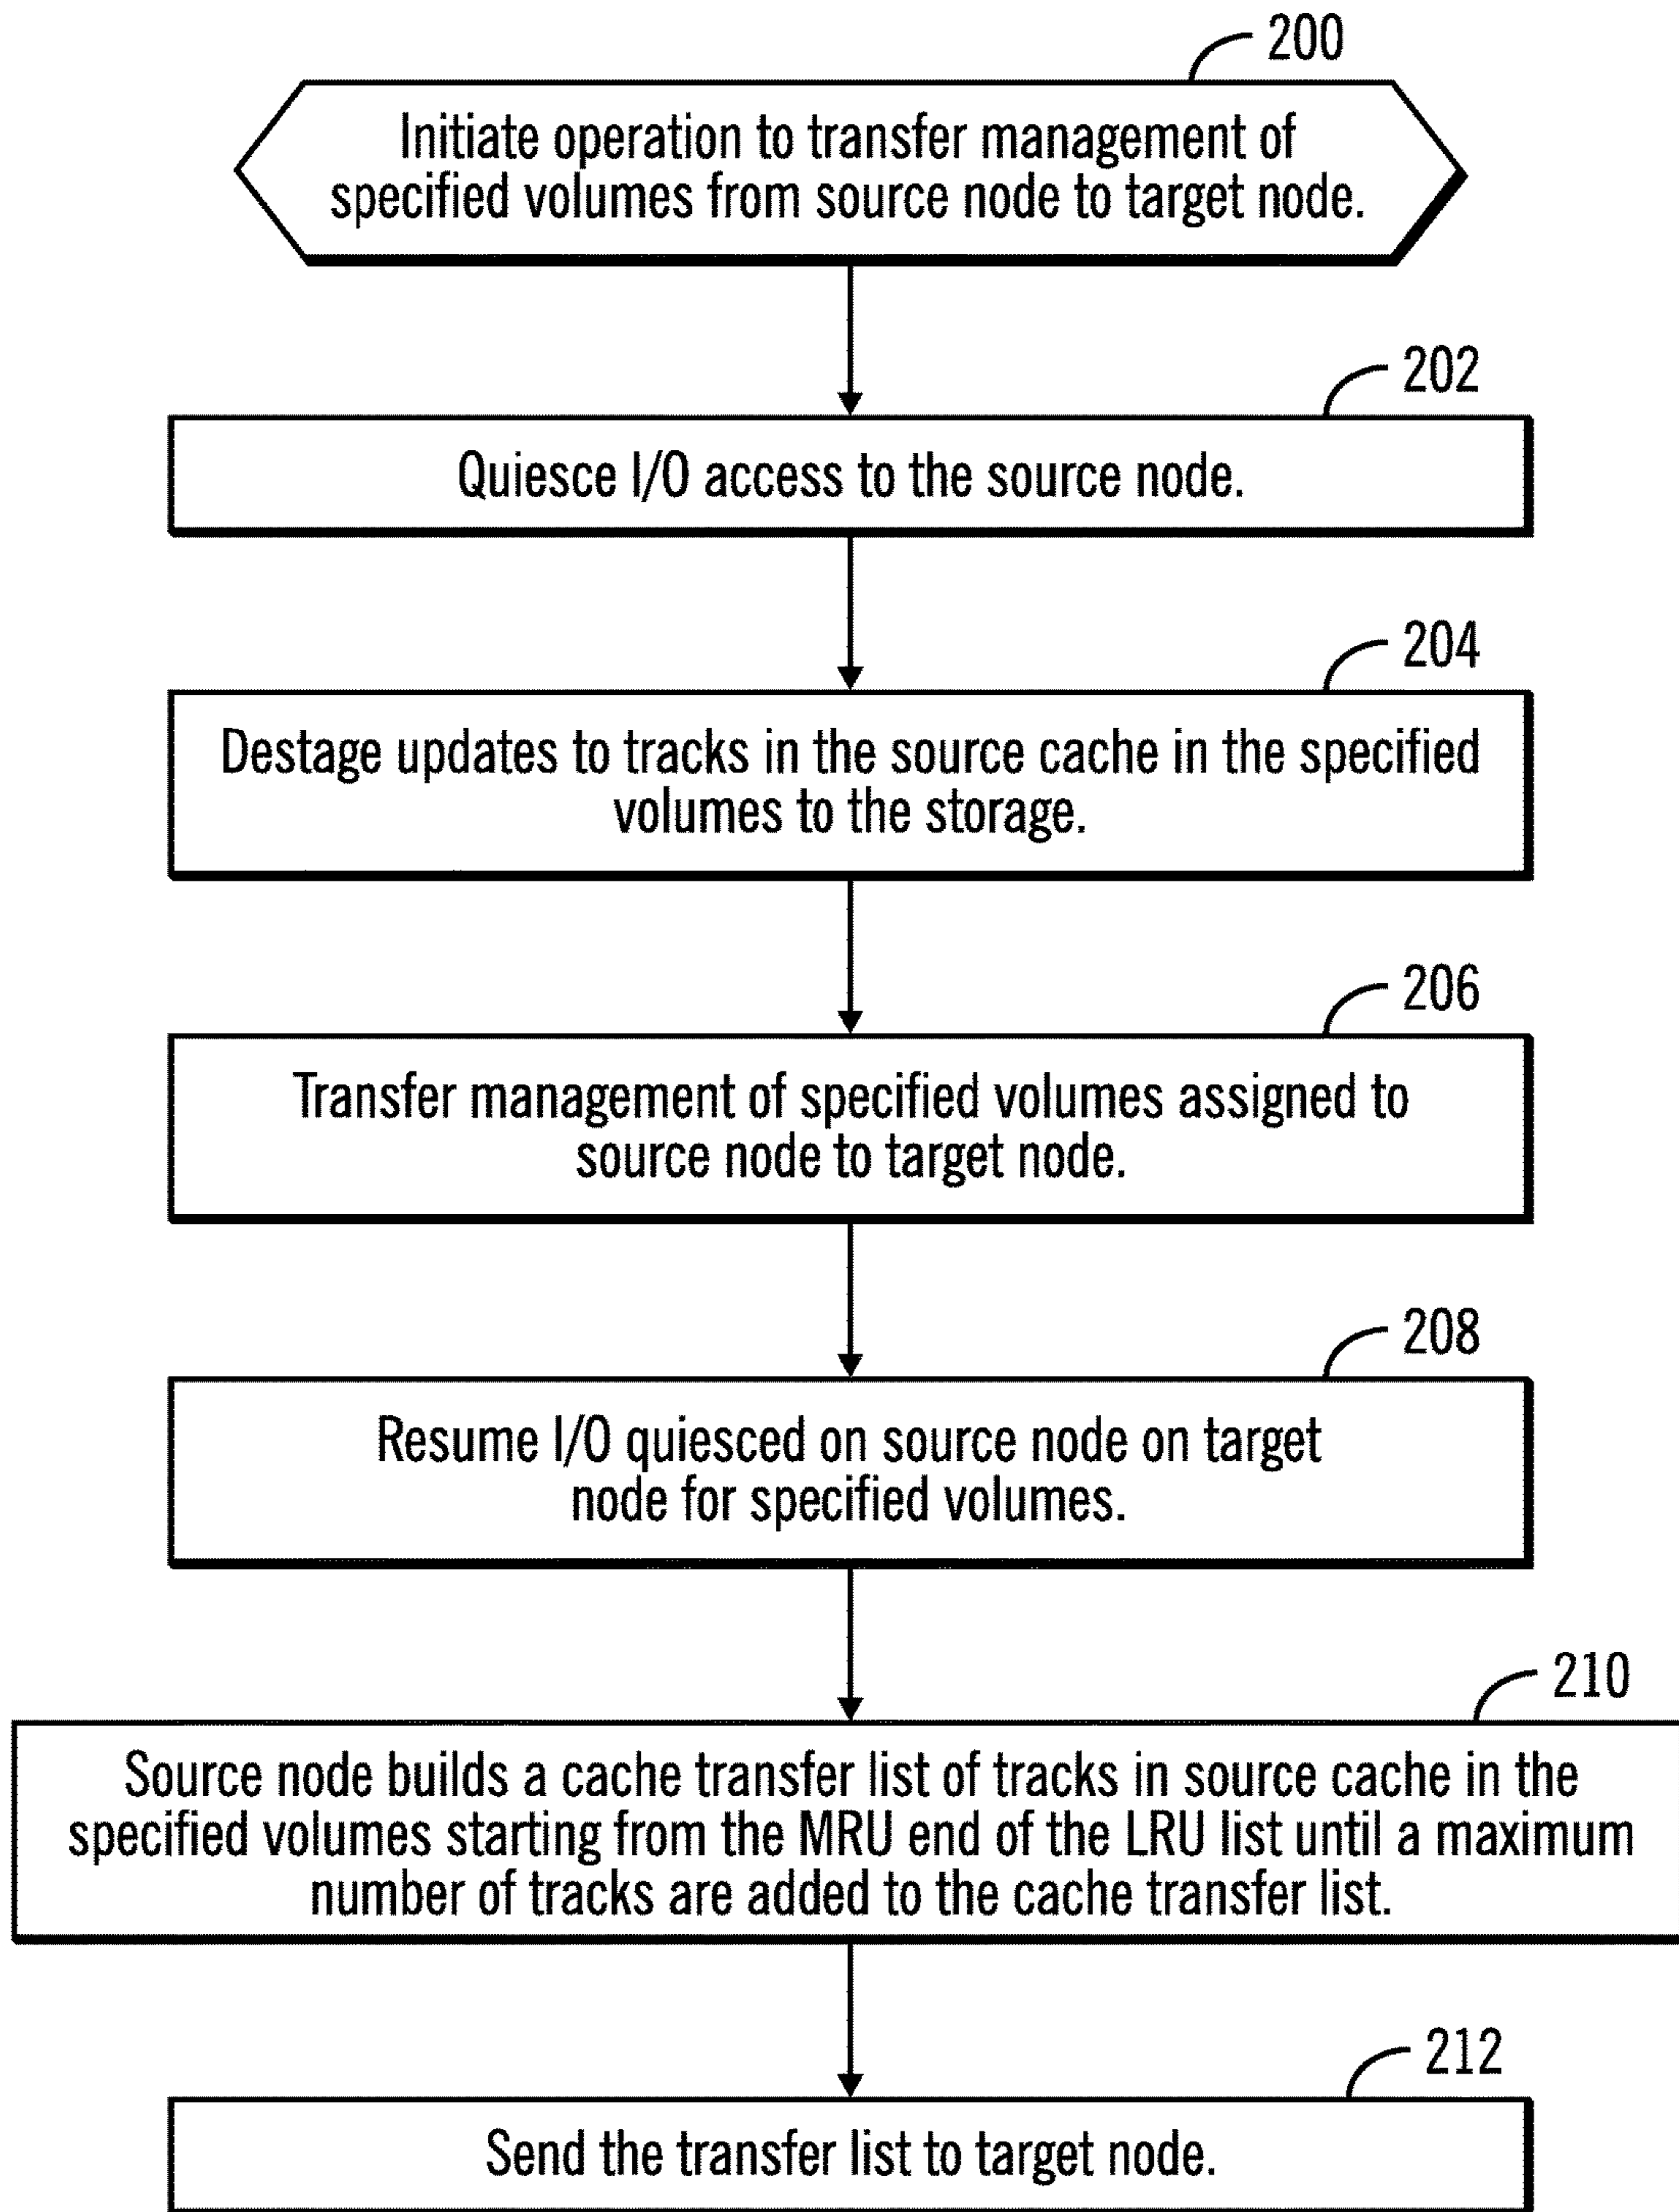 200
Initiate operation to transfer management of
specified volumes from source node to target node.
202
Quiesce I/O access to the source node.
204
Destage updates to tracks in the source cache in the specified
volumes to the storage.
206
Transfer management of specified volumes assigned to
source node to target node.
208
Resume I/O quiesced on source node on target
node for specified volumes.
210
Source node builds a cache transfer list of tracks in source cache in the
specified volumes starting from the MRU end of the LRU list until a maximum
number of tracks are added to the cache transfer list.
212
Send the transfer list to target node.